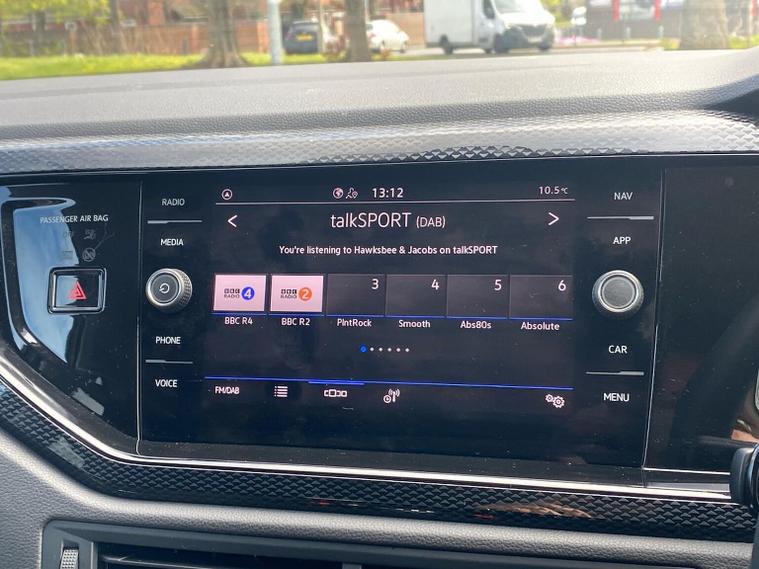 PASSENGER AIR BAG
RADIO
MEDIA
PHONE
VOICE
13:12
10.5°C
< talkSPORT (DAB) >
You're listening to Hawksbee & Jacobs on talkSPORT
BBC RADIO 4
BBC RADIO 2
3
4
5
6
BBC R4
BBC R2
PlntRock
Smooth
Abs80s
Absolute
FM/DAB
NAV
APP
CAR
MENU